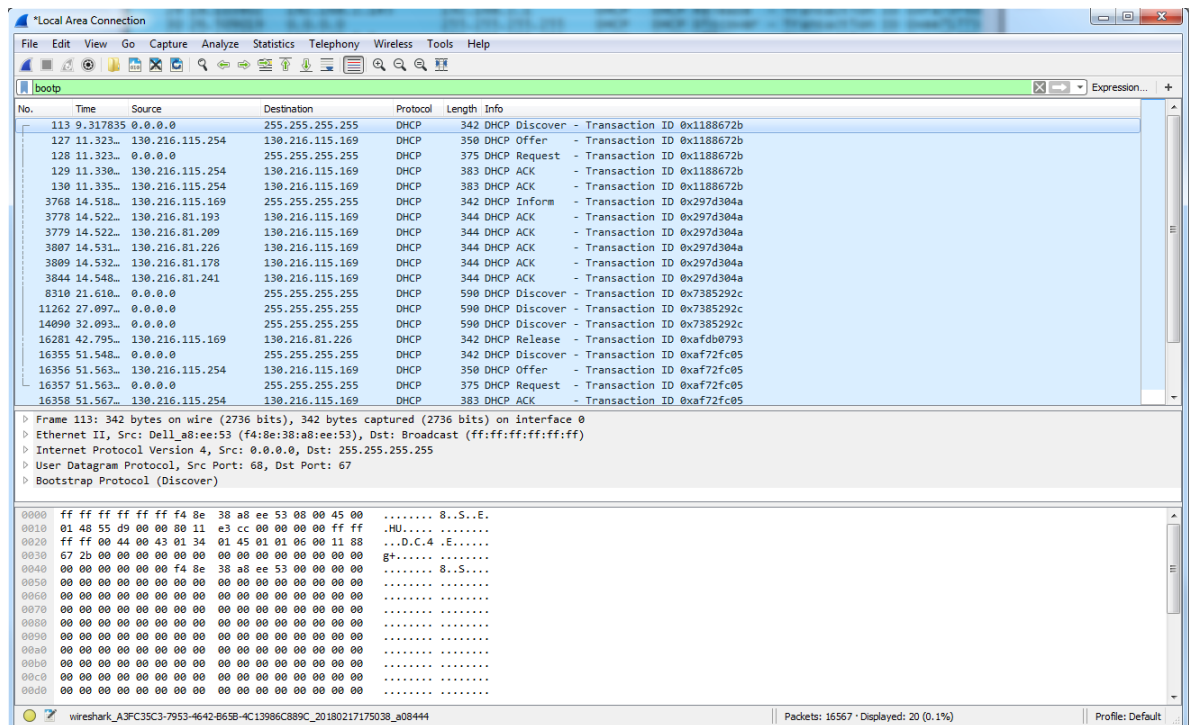 *Local Area Connection
File Edit View Go Capture Analyze Statistics Telephony Wireless Tools Help
bootp Expression... +
No. Time Source Destination Protocol Length Info
113 9.317835 0.0.0.0 255.255.255.255 DHCP 342 DHCP Discover - Transaction ID 0x1188672b
127 11.323… 130.216.115.254 130.216.115.169 DHCP 350 DHCP Offer - Transaction ID 0x1188672b
128 11.323… 0.0.0.0 255.255.255.255 DHCP 375 DHCP Request - Transaction ID 0x1188672b
129 11.330… 130.216.115.254 130.216.115.169 DHCP 383 DHCP ACK - Transaction ID 0x1188672b
130 11.335… 130.216.115.254 130.216.115.169 DHCP 383 DHCP ACK - Transaction ID 0x1188672b
3768 14.518… 130.216.115.169 255.255.255.255 DHCP 342 DHCP Inform - Transaction ID 0x297d304a
3778 14.522… 130.216.81.193 130.216.115.169 DHCP 344 DHCP ACK - Transaction ID 0x297d304a
3779 14.522… 130.216.81.209 130.216.115.169 DHCP 344 DHCP ACK - Transaction ID 0x297d304a
3807 14.531… 130.216.81.226 130.216.115.169 DHCP 344 DHCP ACK - Transaction ID 0x297d304a
3809 14.532… 130.216.81.178 130.216.115.169 DHCP 344 DHCP ACK - Transaction ID 0x297d304a
3844 14.548… 130.216.81.241 130.216.115.169 DHCP 344 DHCP ACK - Transaction ID 0x297d304a
8310 21.610… 0.0.0.0 255.255.255.255 DHCP 590 DHCP Discover - Transaction ID 0x7385292c
11262 27.097… 0.0.0.0 255.255.255.255 DHCP 590 DHCP Discover - Transaction ID 0x7385292c
14090 32.093… 0.0.0.0 255.255.255.255 DHCP 590 DHCP Discover - Transaction ID 0x7385292c
16281 42.795… 130.216.115.169 130.216.81.226 DHCP 342 DHCP Release - Transaction ID 0xafdb0793
16355 51.548… 0.0.0.0 255.255.255.255 DHCP 342 DHCP Discover - Transaction ID 0xaf72fc05
16356 51.563… 130.216.115.254 130.216.115.169 DHCP 350 DHCP Offer - Transaction ID 0xaf72fc05
16357 51.563… 0.0.0.0 255.255.255.255 DHCP 375 DHCP Request - Transaction ID 0xaf72fc05
16358 51.567… 130.216.115.254 130.216.115.169 DHCP 383 DHCP ACK - Transaction ID 0xaf72fc05
Frame 113: 342 bytes on wire (2736 bits), 342 bytes captured (2736 bits) on interface 0
Ethernet II, Src: Dell_a8:ee:53 (f4:8e:38:a8:ee:53), Dst: Broadcast (ff:ff:ff:ff:ff:ff)
Internet Protocol Version 4, Src: 0.0.0.0, Dst: 255.255.255.255
User Datagram Protocol, Src Port: 68, Dst Port: 67
Bootstrap Protocol (Discover)
0000 ff ff ff ff ff ff f4 8e 38 a8 ee 53 08 00 45 00 ........ 8..S..E.
0010 01 48 55 d9 00 00 80 11 e3 cc 00 00 00 00 ff ff .HU..... ........
0020 ff ff 00 44 00 43 01 34 01 45 01 01 06 00 11 88 ...D.C.4 .E......
0030 67 2b 00 00 00 00 00 00 00 00 00 00 00 00 00 00 g+...... ........
0040 00 00 00 00 00 00 f4 8e 38 a8 ee 53 00 00 00 00 ........ 8..S....
0050 00 00 00 00 00 00 00 00 00 00 00 00 00 00 00 00 ........ ........
0060 00 00 00 00 00 00 00 00 00 00 00 00 00 00 00 00 ........ ........
0070 00 00 00 00 00 00 00 00 00 00 00 00 00 00 00 00 ........ ........
0080 00 00 00 00 00 00 00 00 00 00 00 00 00 00 00 00 ........ ........
0090 00 00 00 00 00 00 00 00 00 00 00 00 00 00 00 00 ........ ........
00a0 00 00 00 00 00 00 00 00 00 00 00 00 00 00 00 00 ........ ........
00b0 00 00 00 00 00 00 00 00 00 00 00 00 00 00 00 00 ........ ........
00c0 00 00 00 00 00 00 00 00 00 00 00 00 00 00 00 00 ........ ........
00d0 00 00 00 00 00 00 00 00 00 00 00 00 00 00 00 00 ........ ........
wireshark_A3FC35C3-7953-4642-B65B-4C13986C889C_20180217175038_a08444 Packets: 16567 · Displayed: 20 (0.1%) Profile: Default